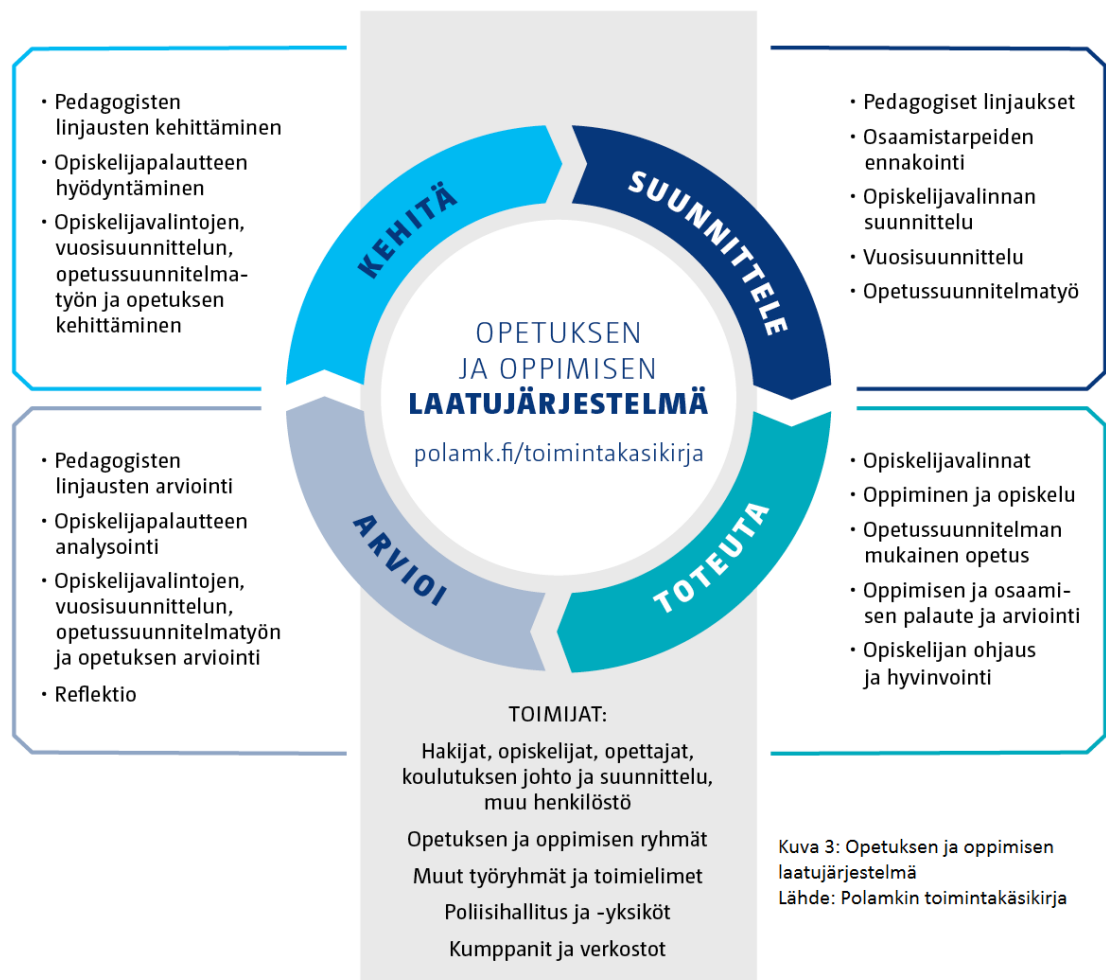 · Pedagogisten
linjausten kehittäminen
· Opiskelijapalautteen
hyödyntäminen
· Opiskelijavalintojen,
vuosisuunnittelun,
opetussuunnitelma-
työn ja opetuksen
kehittäminen
KEHITÄ
SUUNNITTELE
· Pedagogiset linjaukset
· Osaamistarpeiden
ennakointi
· Opiskelijavalinnan
suunnittelu
· Vuosisuunnittelu
· Opetussuunnitelmatyö
OPETUKSEN
JA OPPIMISEN
LAATUJÄRJESTELMÄ
polamk.fi/toimintakasikirja
· Pedagogisten
linjausten arviointi
· Opiskelijapalautteen
analysointi
· Opiskelijavalintojen,
vuosisuunnittelun,
opetussuunnitelmatyön
ja opetuksen arviointi
· Reflektio
ARVIOI
TOTEUTA
· Opiskelijavalinnat
· Oppiminen ja opiskelu
· Opetussuunnitelman
mukainen opetus
· Oppimisen ja osaami-
sen palaute ja arviointi
· Opiskelijan ohjaus
ja hyvinvointi
TOIMIJAT:
Hakijat, opiskelijat, opettajat,
koulutuksen johto ja suunnittelu,
muu henkilöstö
Opetuksen ja oppimisen ryhmät
Muut työryhmät ja toimielimet
Poliisihallitus ja -yksiköt
Kumppanit ja verkostot
Kuva 3: Opetuksen ja oppimisen
laatujärjestelmä
Lähde: Polamkin toimintakäsikirja